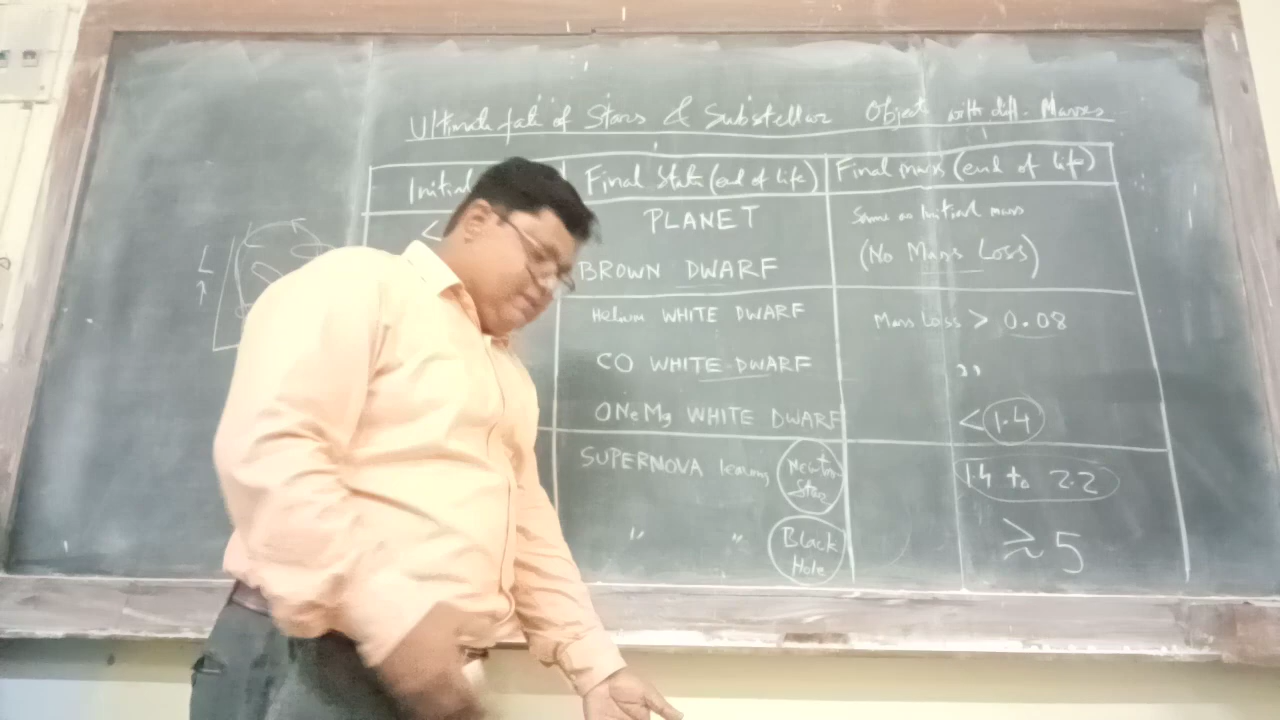 Ultimate fate of Stars & Substellar Objects with diff. Masses
Initial
Final State (end of life)
Final mass (end of life)
<
PLANET
Same as Initial mass
BROWN DWARF
(No Mass Loss)
Helium WHITE DWARF
Mass Loss > 0.08
CO WHITE DWARF
,,
ONeMg WHITE DWARF
< 1.4
SUPERNOVA leaving Neutron Star
1.4 to 2.2
" " Black Hole
≳ 5
L
↑